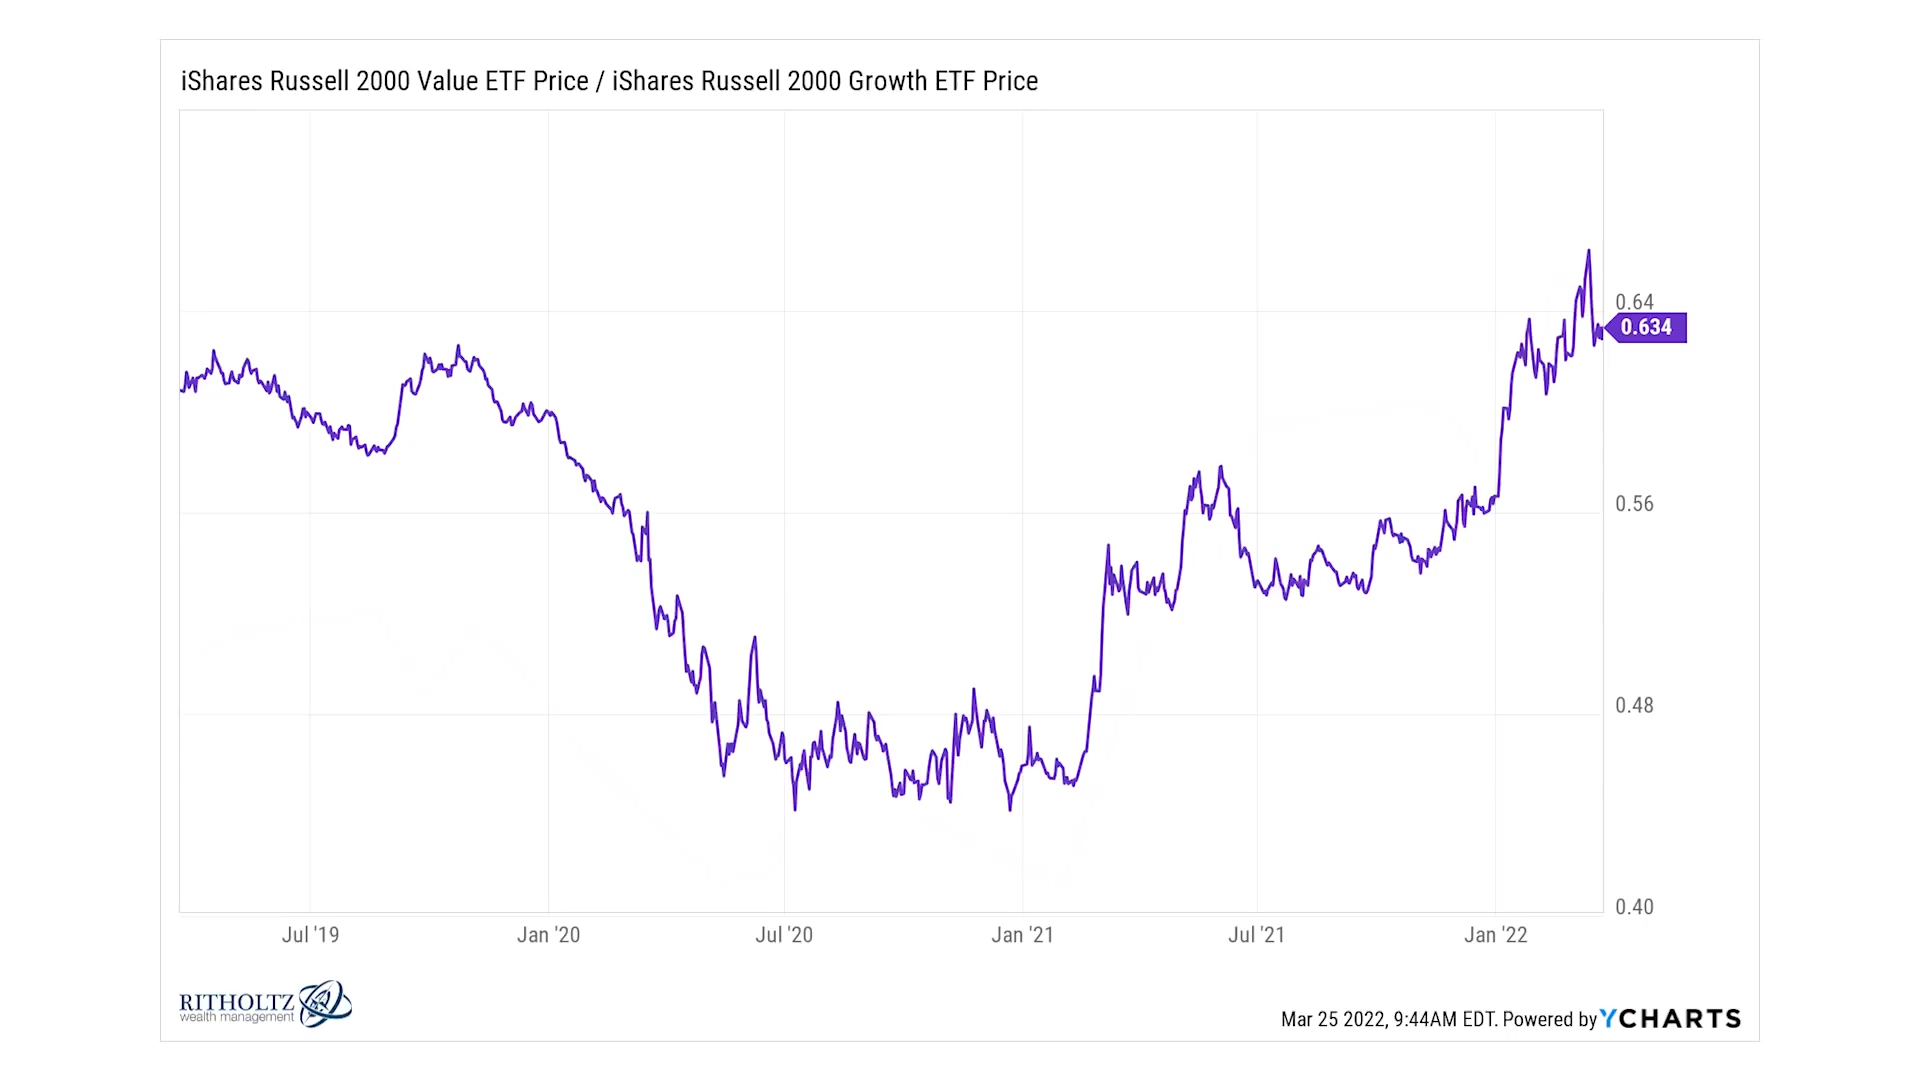 iShares Russell 2000 Value ETF Price / iShares Russell 2000 Growth ETF Price
0.64
0.634
0.56
0.48
0.40
Jul '19 Jan '20 Jul '20 Jan '21 Jul '21 Jan '22
RITHOLTZ
wealth management
Mar 25 2022, 9:44AM EDT. Powered by YCHARTS